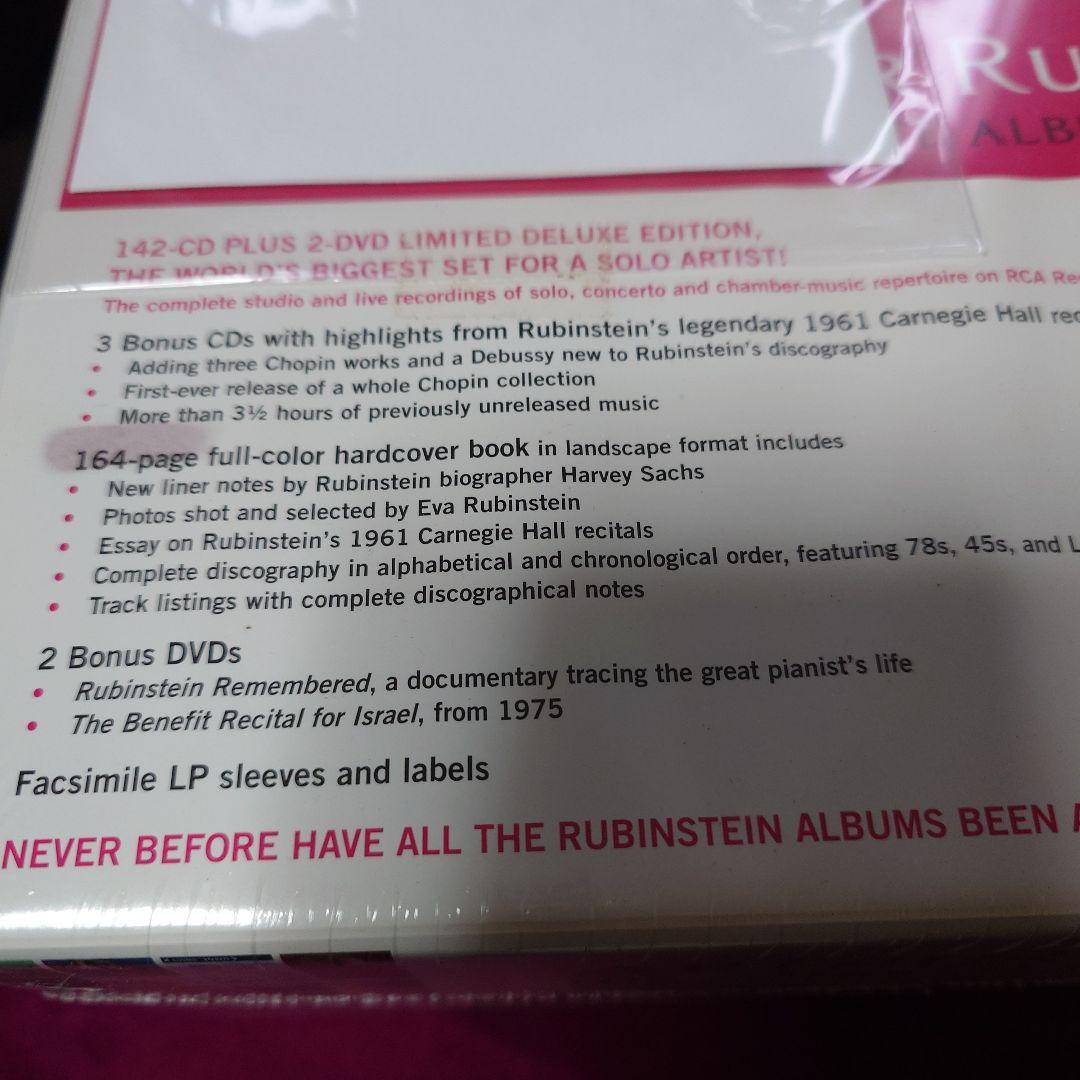 Ru
ALB
142-CD PLUS 2-DVD LIMITED DELUXE EDITION,
THE WORLD'S BIGGEST SET FOR A SOLO ARTIST!
The complete studio and live recordings of solo, concerto and chamber-music repertoire on RCA Re
3 Bonus CDs with highlights from Rubinstein's legendary 1961 Carnegie Hall rec
• Adding three Chopin works and a Debussy new to Rubinstein's discography
• First-ever release of a whole Chopin collection
• More than 3½ hours of previously unreleased music
164-page full-color hardcover book in landscape format includes
• New liner notes by Rubinstein biographer Harvey Sachs
• Photos shot and selected by Eva Rubinstein
• Essay on Rubinstein's 1961 Carnegie Hall recitals
• Complete discography in alphabetical and chronological order, featuring 78s, 45s, and L
• Track listings with complete discographical notes
2 Bonus DVDs
• Rubinstein Remembered, a documentary tracing the great pianist's life
• The Benefit Recital for Israel, from 1975
Facsimile LP sleeves and labels
NEVER BEFORE HAVE ALL THE RUBINSTEIN ALBUMS BEEN A